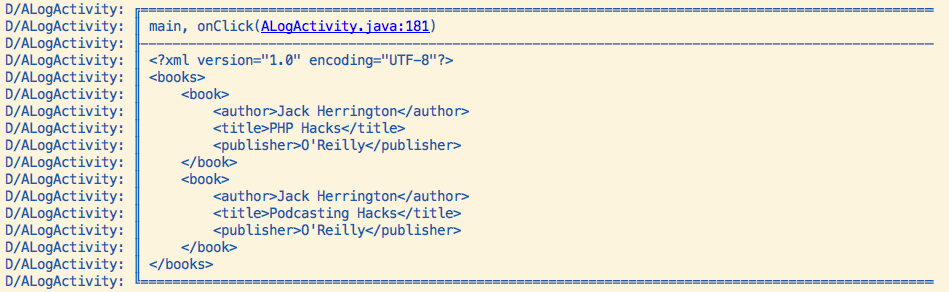 D/ALogActivity: ╔════════════════════════════════════════════════════════════════════════════════════════════════════
D/ALogActivity: ║ main, onClick(ALogActivity.java:181)
D/ALogActivity: ╟────────────────────────────────────────────────────────────────────────────────────────────────────
D/ALogActivity: ║ <?xml version="1.0" encoding="UTF-8"?>
D/ALogActivity: ║ <books>
D/ALogActivity: ║     <book>
D/ALogActivity: ║         <author>Jack Herrington</author>
D/ALogActivity: ║         <title>PHP Hacks</title>
D/ALogActivity: ║         <publisher>O'Reilly</publisher>
D/ALogActivity: ║     </book>
D/ALogActivity: ║     <book>
D/ALogActivity: ║         <author>Jack Herrington</author>
D/ALogActivity: ║         <title>Podcasting Hacks</title>
D/ALogActivity: ║         <publisher>O'Reilly</publisher>
D/ALogActivity: ║     </book>
D/ALogActivity: ║ </books>
D/ALogActivity: ╚════════════════════════════════════════════════════════════════════════════════════════════════════